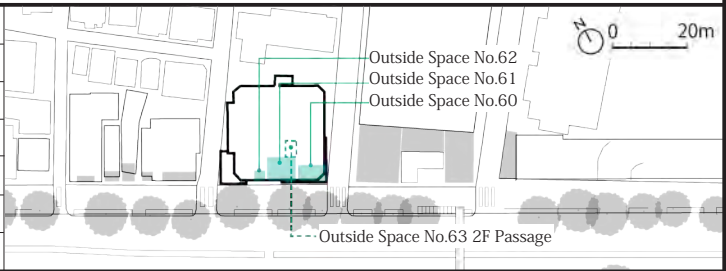 N
0 20m
Outside Space No.62
Outside Space No.61
Outside Space No.60
Outside Space No.63 2F Passage